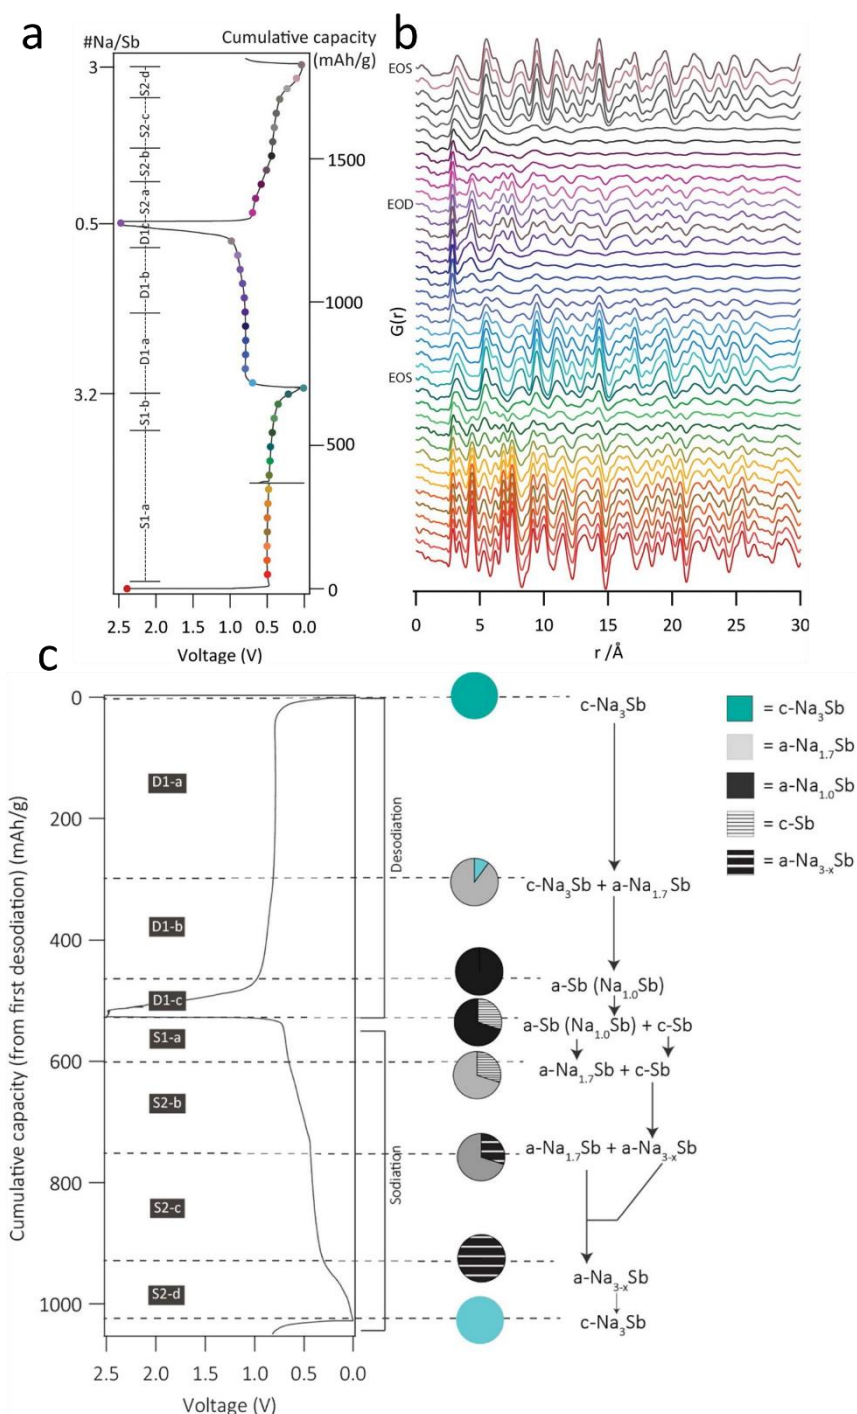 a
#Na/Sb
Cumulative capacity
(mAh/g)
3
S2-d
S2-c
S2-b
S2-a
0.5
D1c
D1-b
D1-a
3.2
S1-b
S1-a
1500
1000
500
0
2.5 2.0 1.5 1.0 0.5 0.0
Voltage (V)
b
EOS
EOD
EOS
G(r)
0 5 10 15 20 25 30
r /Å
c
Cumulative capacity (from first desodiation) (mAh/g)
0
200
400
600
800
1000
D1-a
D1-b
D1-c
S1-a
S2-b
S2-c
S2-d
Desodiation
Sodiation
2.5 2.0 1.5 1.0 0.5 0.0
Voltage (V)
c-Na3Sb
c-Na3Sb + a-Na1.7Sb
a-Sb (Na1.0Sb)
a-Sb (Na1.0Sb) + c-Sb
a-Na1.7Sb + c-Sb
a-Na1.7Sb + a-Na3-xSb
a-Na3-xSb
c-Na3Sb
= c-Na3Sb
= a-Na1.7Sb
= a-Na1.0Sb
= c-Sb
= a-Na3-xSb